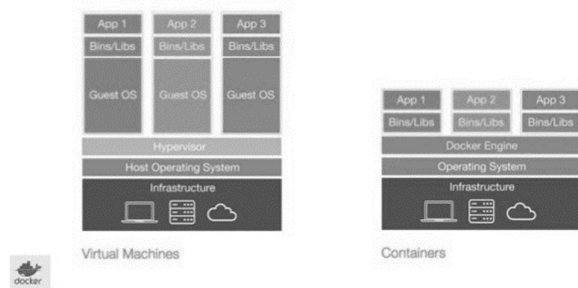 App 1
App 2
App 3
Bins/Libs
Bins/Libs
Bins/Libs
Guest OS
Guest OS
Guest OS
Hypervisor
Host Operating System
Infrastructure
Virtual Machines
App 1
App 2
App 3
Bins/Libs
Bins/Libs
Bins/Libs
Docker Engine
Operating System
Infrastructure
Containers
docker